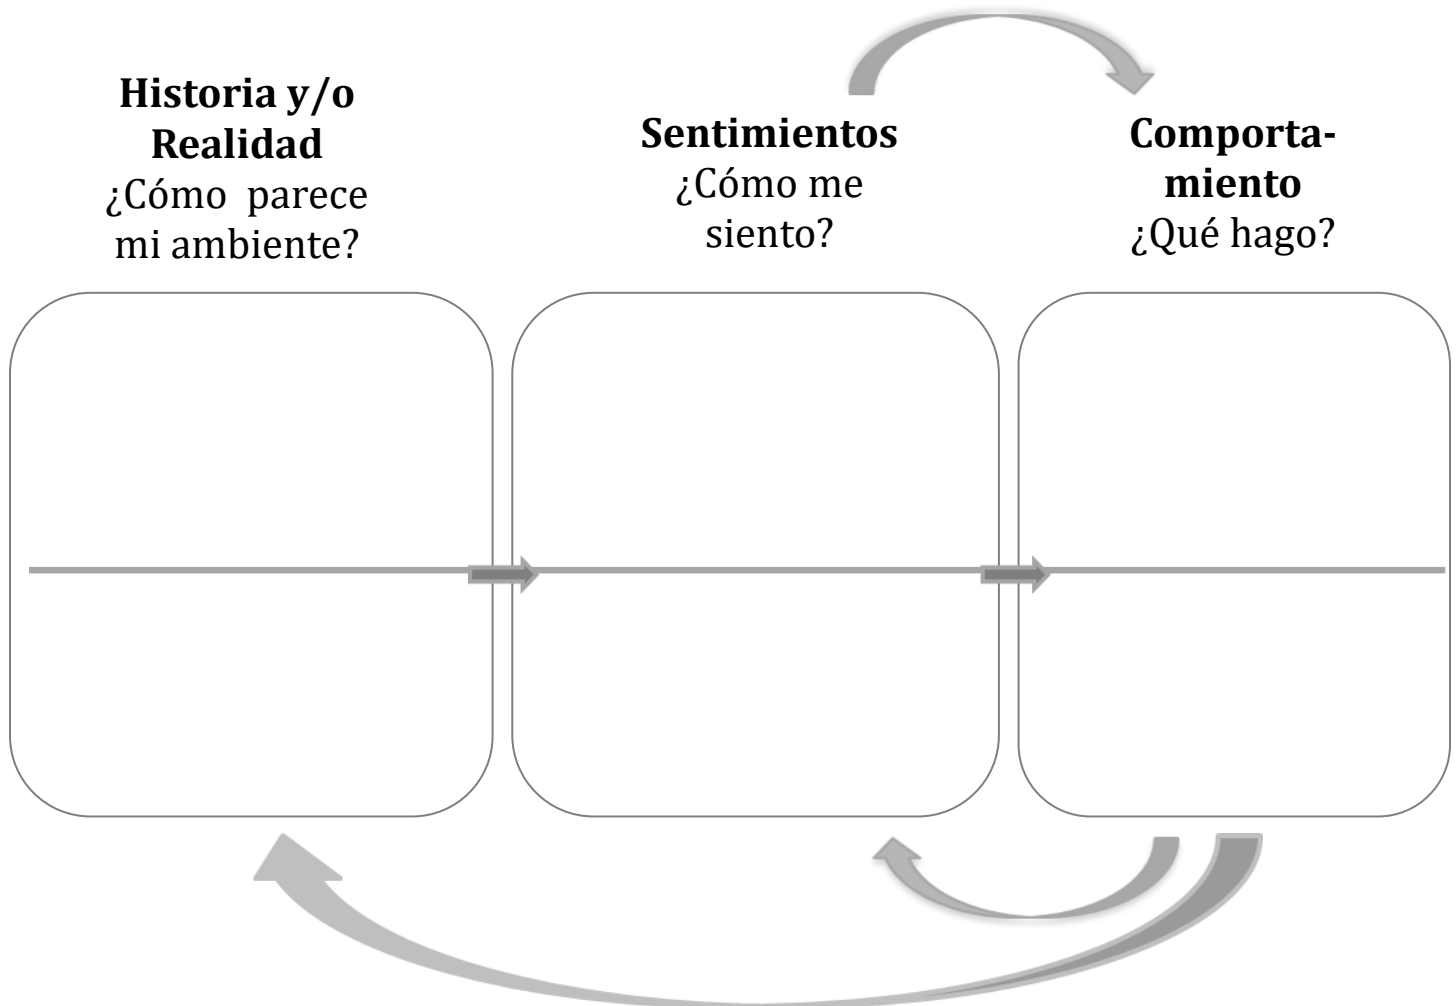 Historia y/o
Realidad
¿Cómo  parece
mi ambiente?
Sentimientos
¿Cómo me
siento?
Comporta-
miento
¿Qué hago?